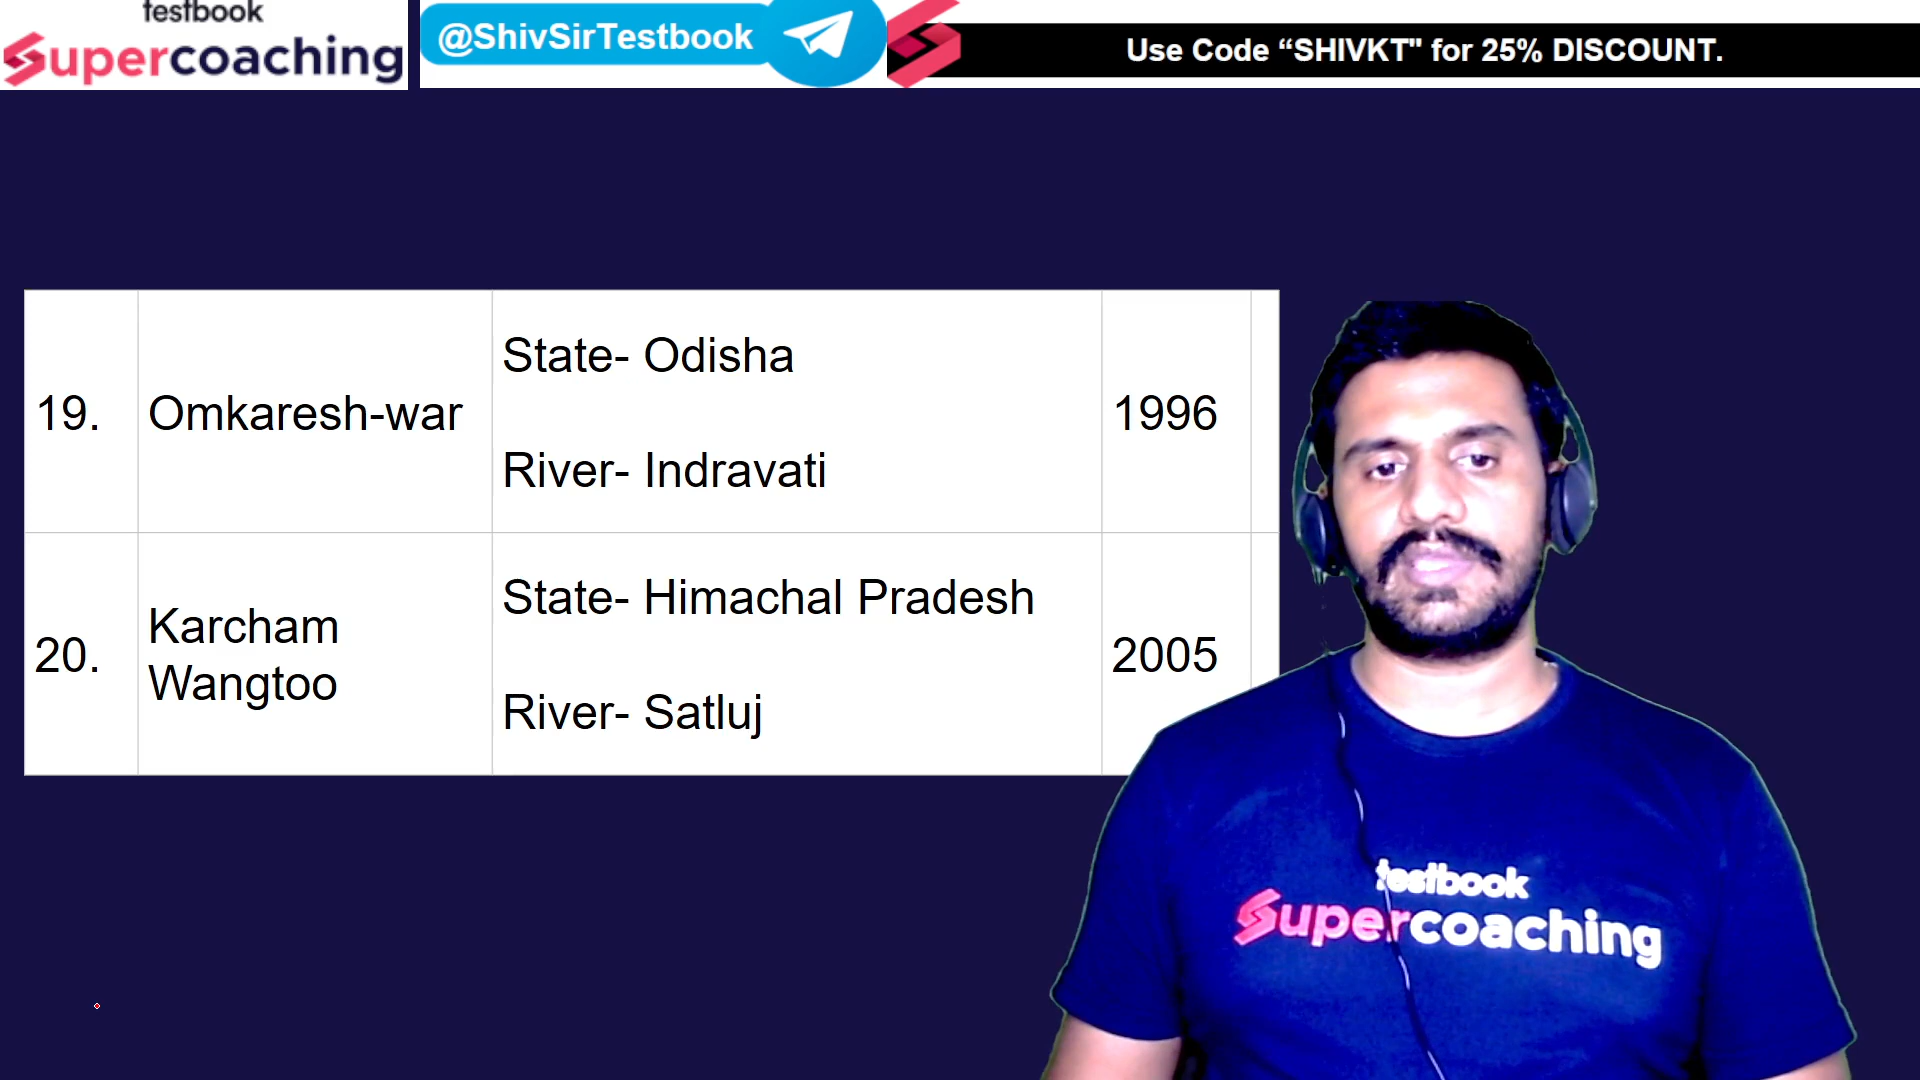 testbook
Supercoaching
@ShivSirTestbook
Use Code “SHIVKT" for 25% DISCOUNT.
19.
Omkaresh-war
State- Odisha
River- Indravati
1996
20.
Karcham
Wangtoo
State- Himachal Pradesh
River- Satluj
2005
testbook
Supercoaching